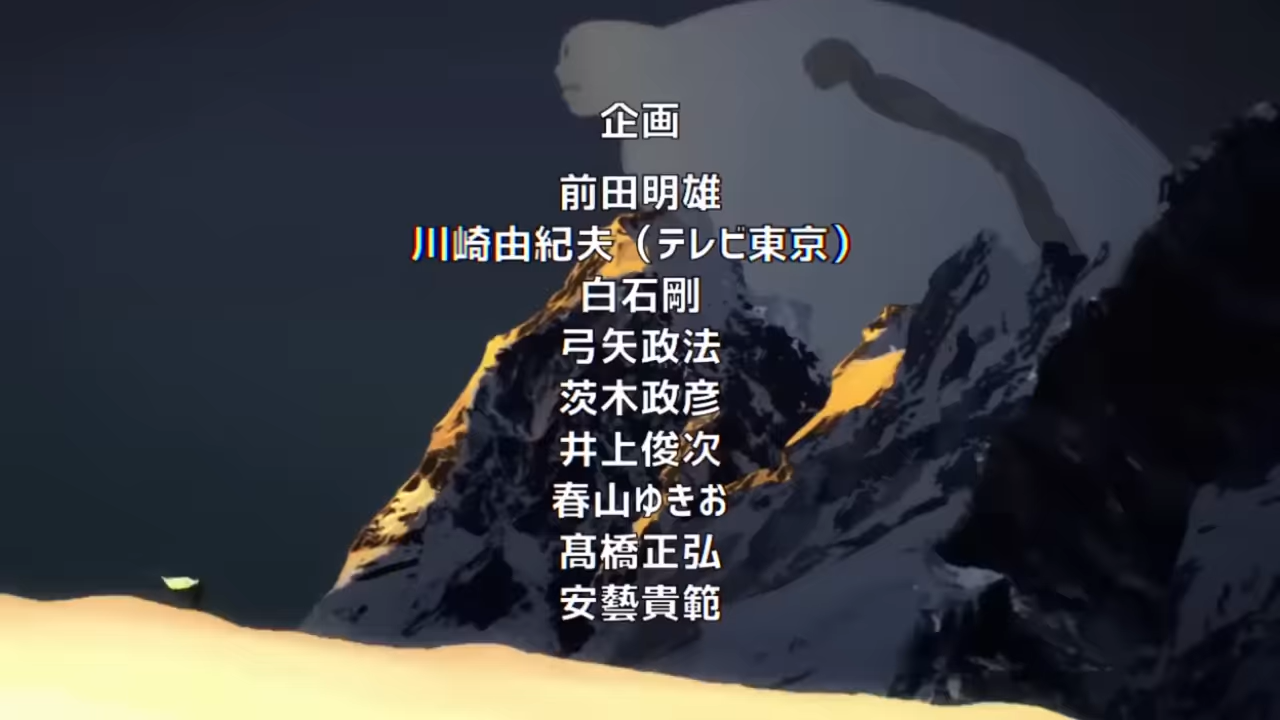 企画
前田明雄
川崎由紀夫（テレビ東京）
白石剛
弓矢政法
茨木政彦
井上俊次
春山ゆきお
髙橋正弘
安藝貴範